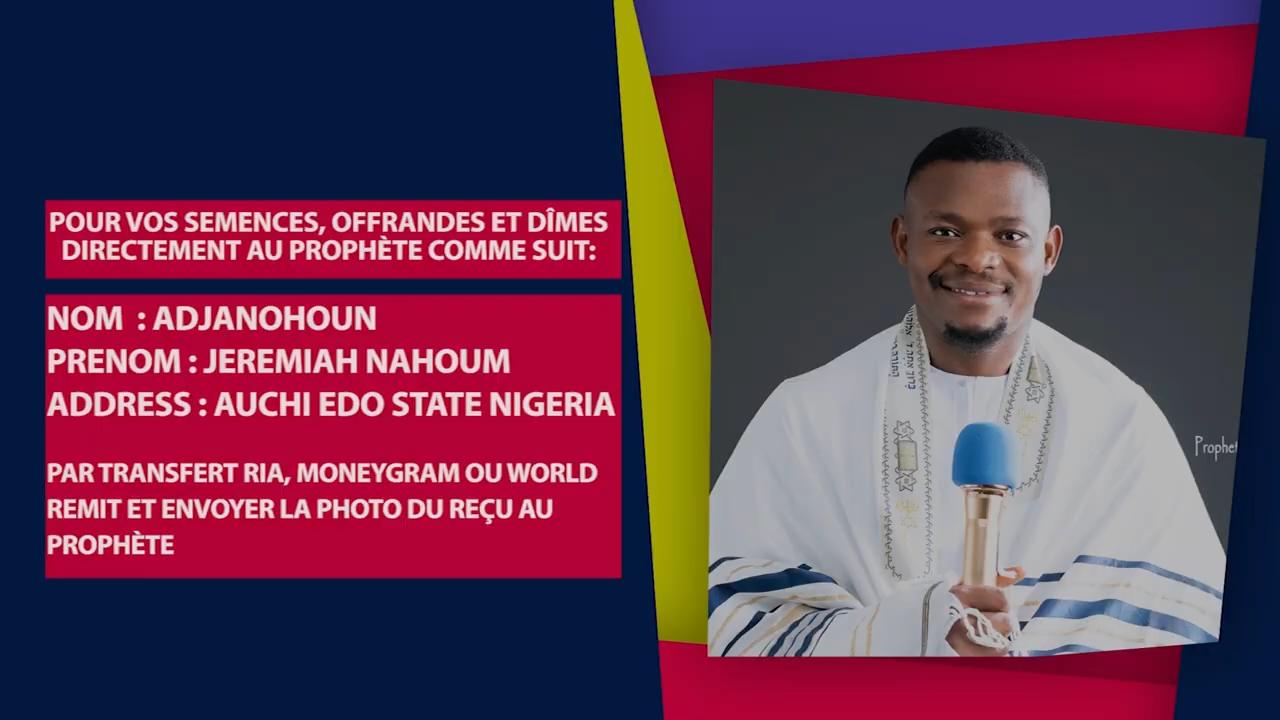 POUR VOS SEMENCES, OFFRANDES ET DÎMES
DIRECTEMENT AU PROPHÈTE COMME SUIT:
NOM : ADJANOHOUN
PRENOM : JEREMIAH NAHOUM
ADDRESS : AUCHI EDO STATE NIGERIA
PAR TRANSFERT RIA, MONEYGRAM OU WORLD
REMIT ET ENVOYER LA PHOTO DU REÇU AU
PROPHÈTE
Prophet